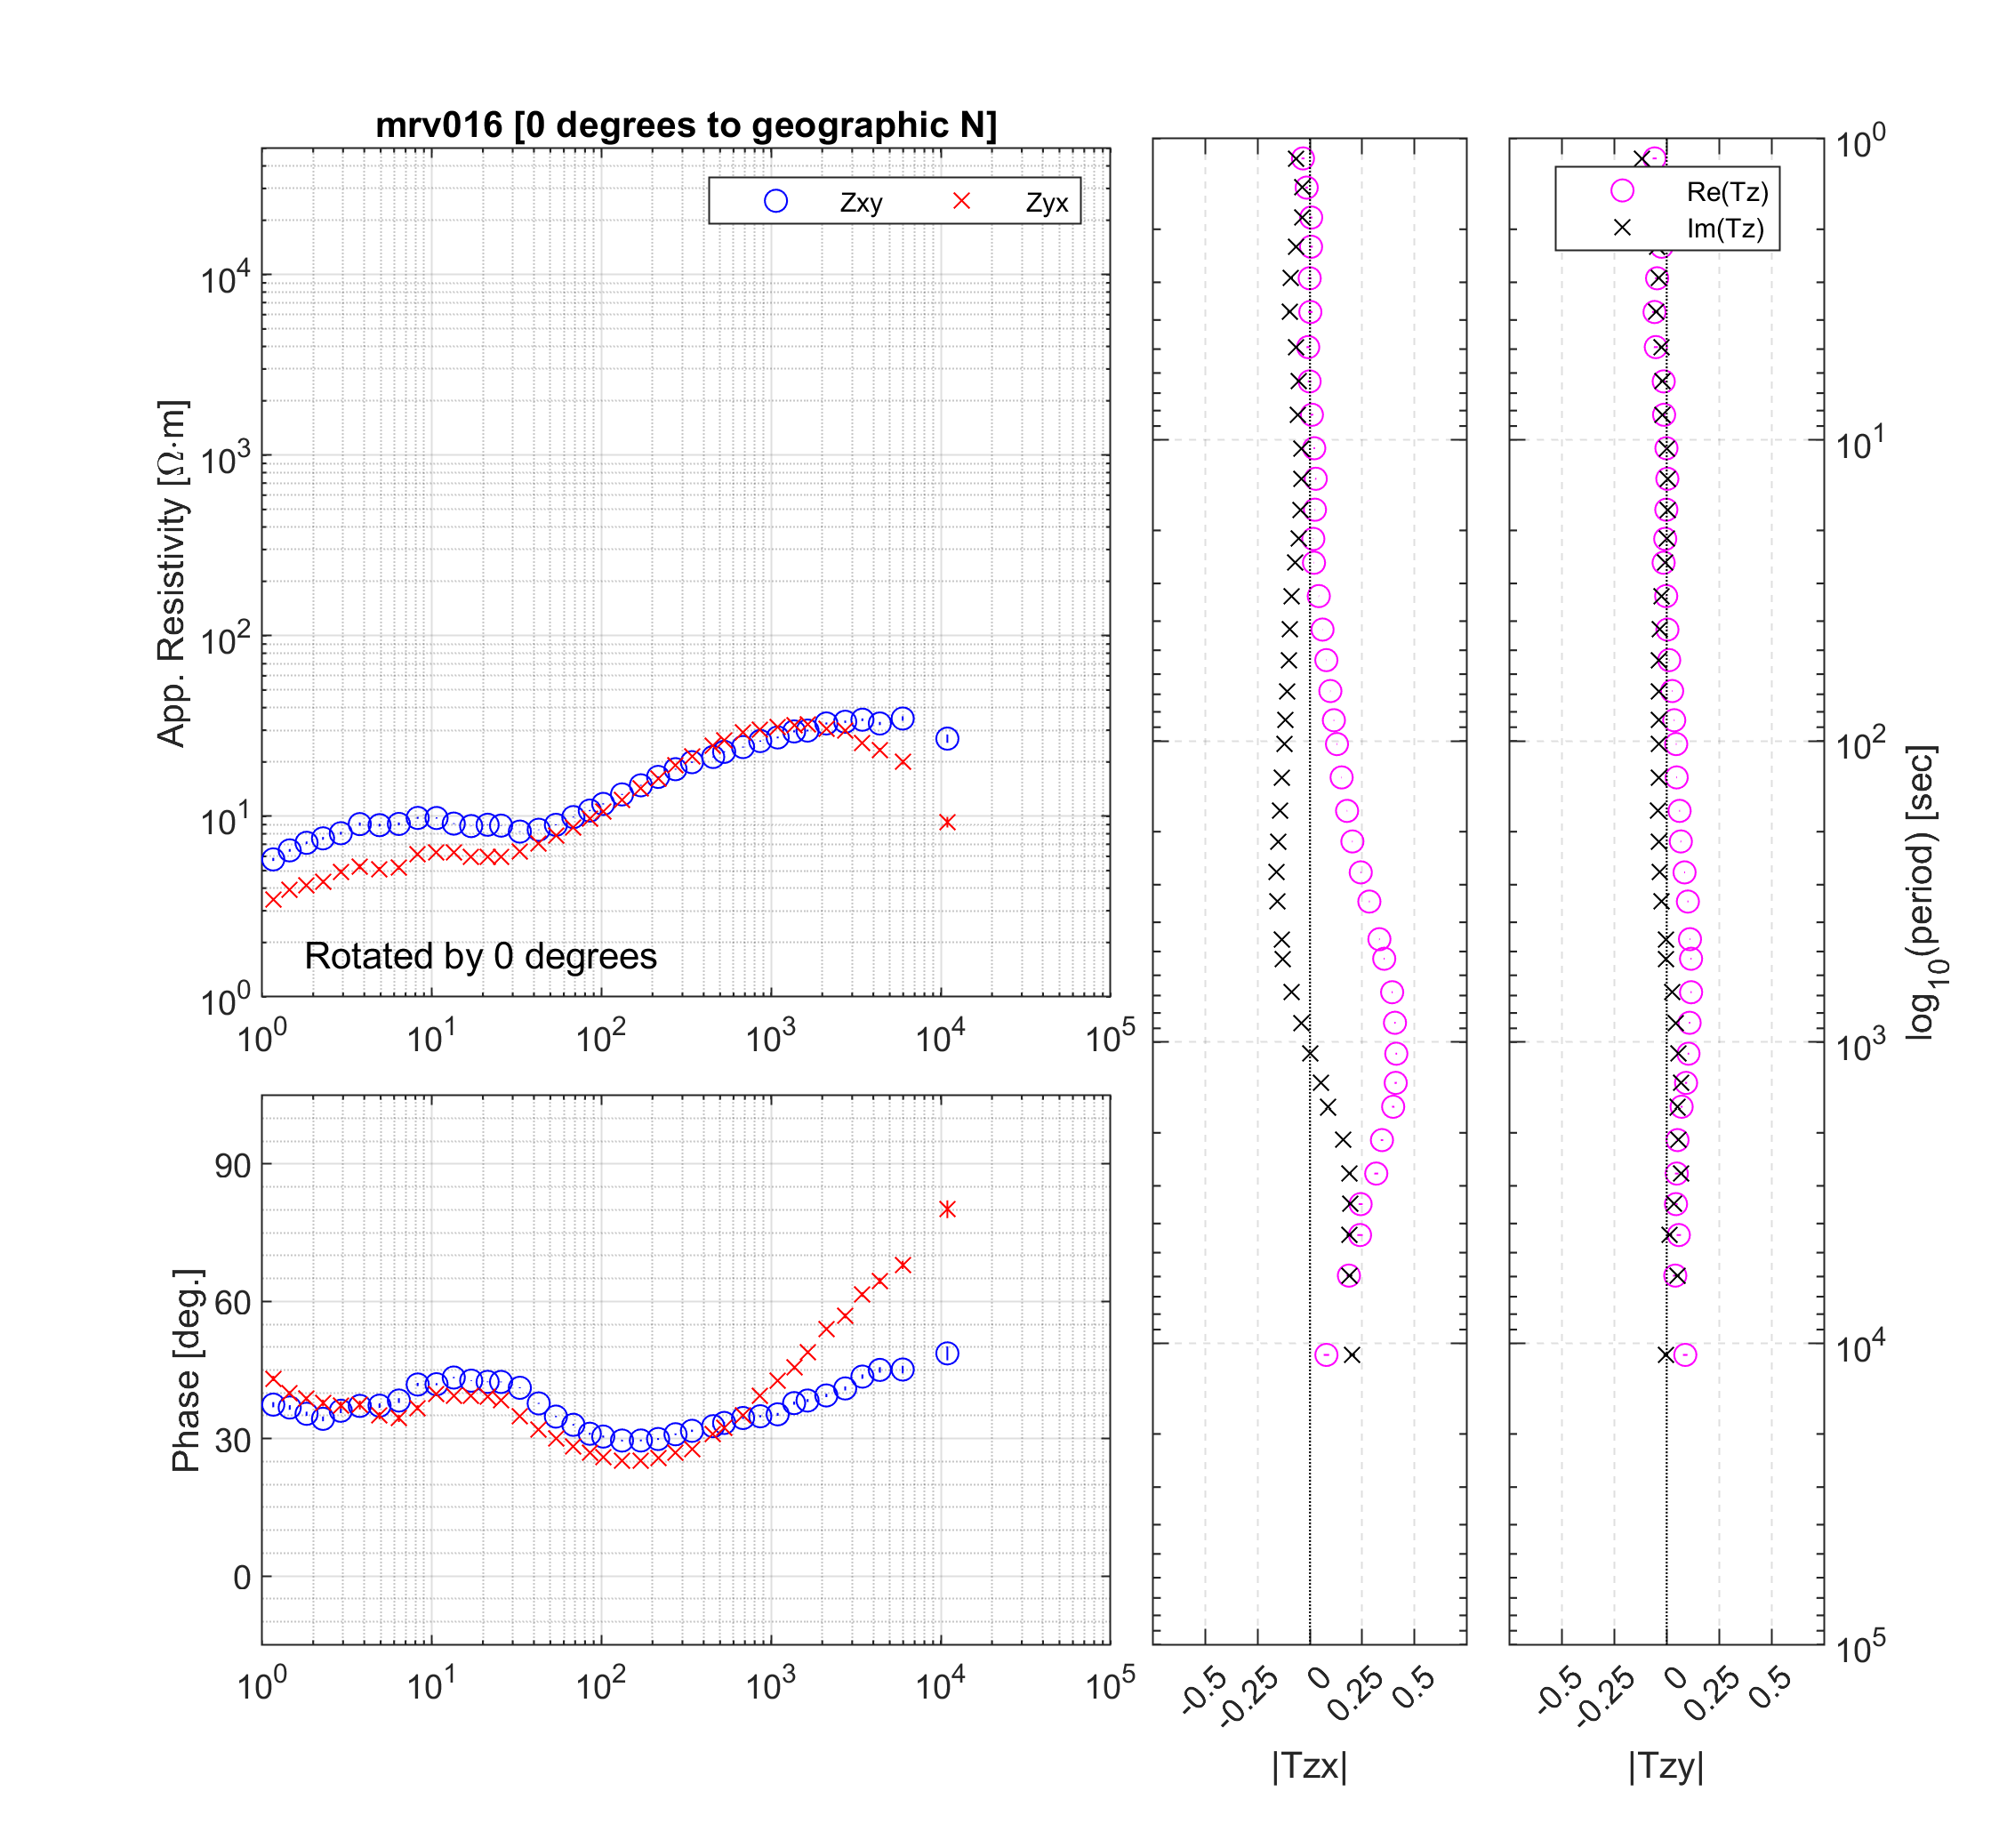 mrv016 [0 degrees to geographic N]
Zxy Zyx
App. Resistivity [Ω·m]
10^4
10^3
10^2
10^1
10^0
Rotated by 0 degrees
10^0 10^1 10^2 10^3 10^4 10^5
Phase [deg.]
90
60
30
0
10^0 10^1 10^2 10^3 10^4 10^5
-0.5 -0.25 0 0.25 0.5
|Tzx|
Re(Tz)
Im(Tz)
-0.5 -0.25 0 0.25 0.5
|Tzy|
10^0
10^1
10^2
10^3
10^4
10^5
log10(period) [sec]